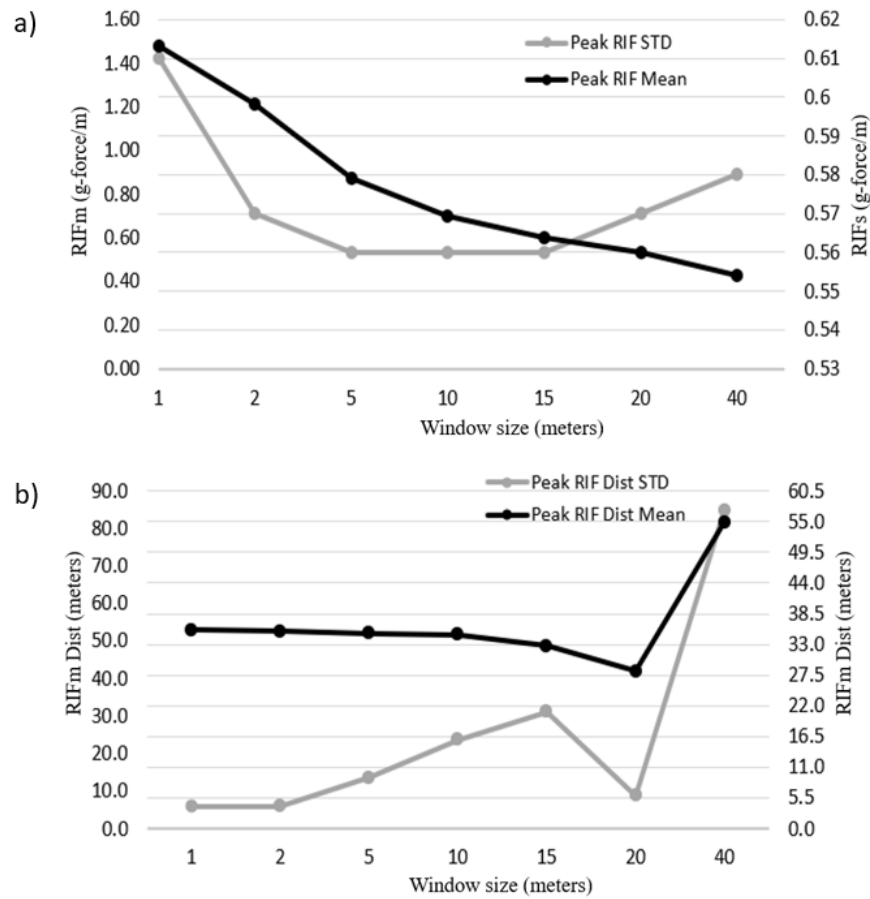 a)
Peak RIF STD
Peak RIF Mean
RIFm (g-force/m)
1.60
1.40
1.20
1.00
0.80
0.60
0.40
0.20
0.00
0.62
0.61
0.6
0.59
0.58
0.57
0.56
0.55
0.54
0.53
RIFs (g-force/m)
1 2 5 10 15 20 40
Window size (meters)
b)
Peak RIF Dist STD
Peak RIF Dist Mean
RIFm Dist (meters)
90.0
80.0
70.0
60.0
50.0
40.0
30.0
20.0
10.0
0.0
60.5
55.0
49.5
44.0
38.5
33.0
27.5
22.0
16.5
11.0
5.5
0.0
RIFm Dist (meters)
1 2 5 10 15 20 40
Window size (meters)